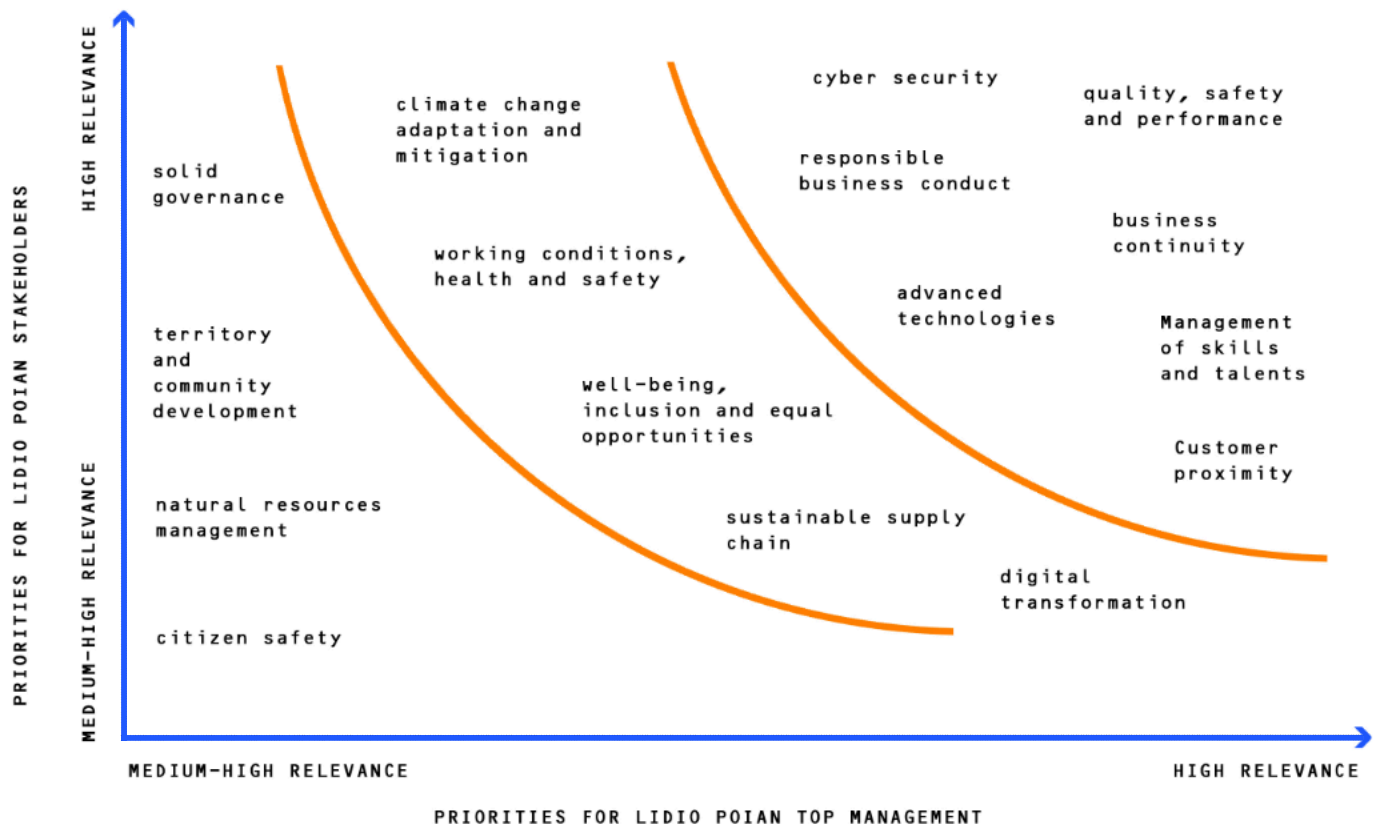 PRIORITIES FOR LIDIO POIAN STAKEHOLDERS
HIGH RELEVANCE
MEDIUM-HIGH RELEVANCE
solid
governance
territory
and
community
development
natural resources
management
citizen safety
climate change
adaptation and
mitigation
working conditions,
health and safety
well-being,
inclusion and equal
opportunities
sustainable supply
chain
digital
transformation
cyber security
quality, safety
and performance
responsible
business conduct
business
continuity
advanced
technologies
Management
of skills
and talents
Customer
proximity
MEDIUM-HIGH RELEVANCE
HIGH RELEVANCE
PRIORITIES FOR LIDIO POIAN TOP MANAGEMENT